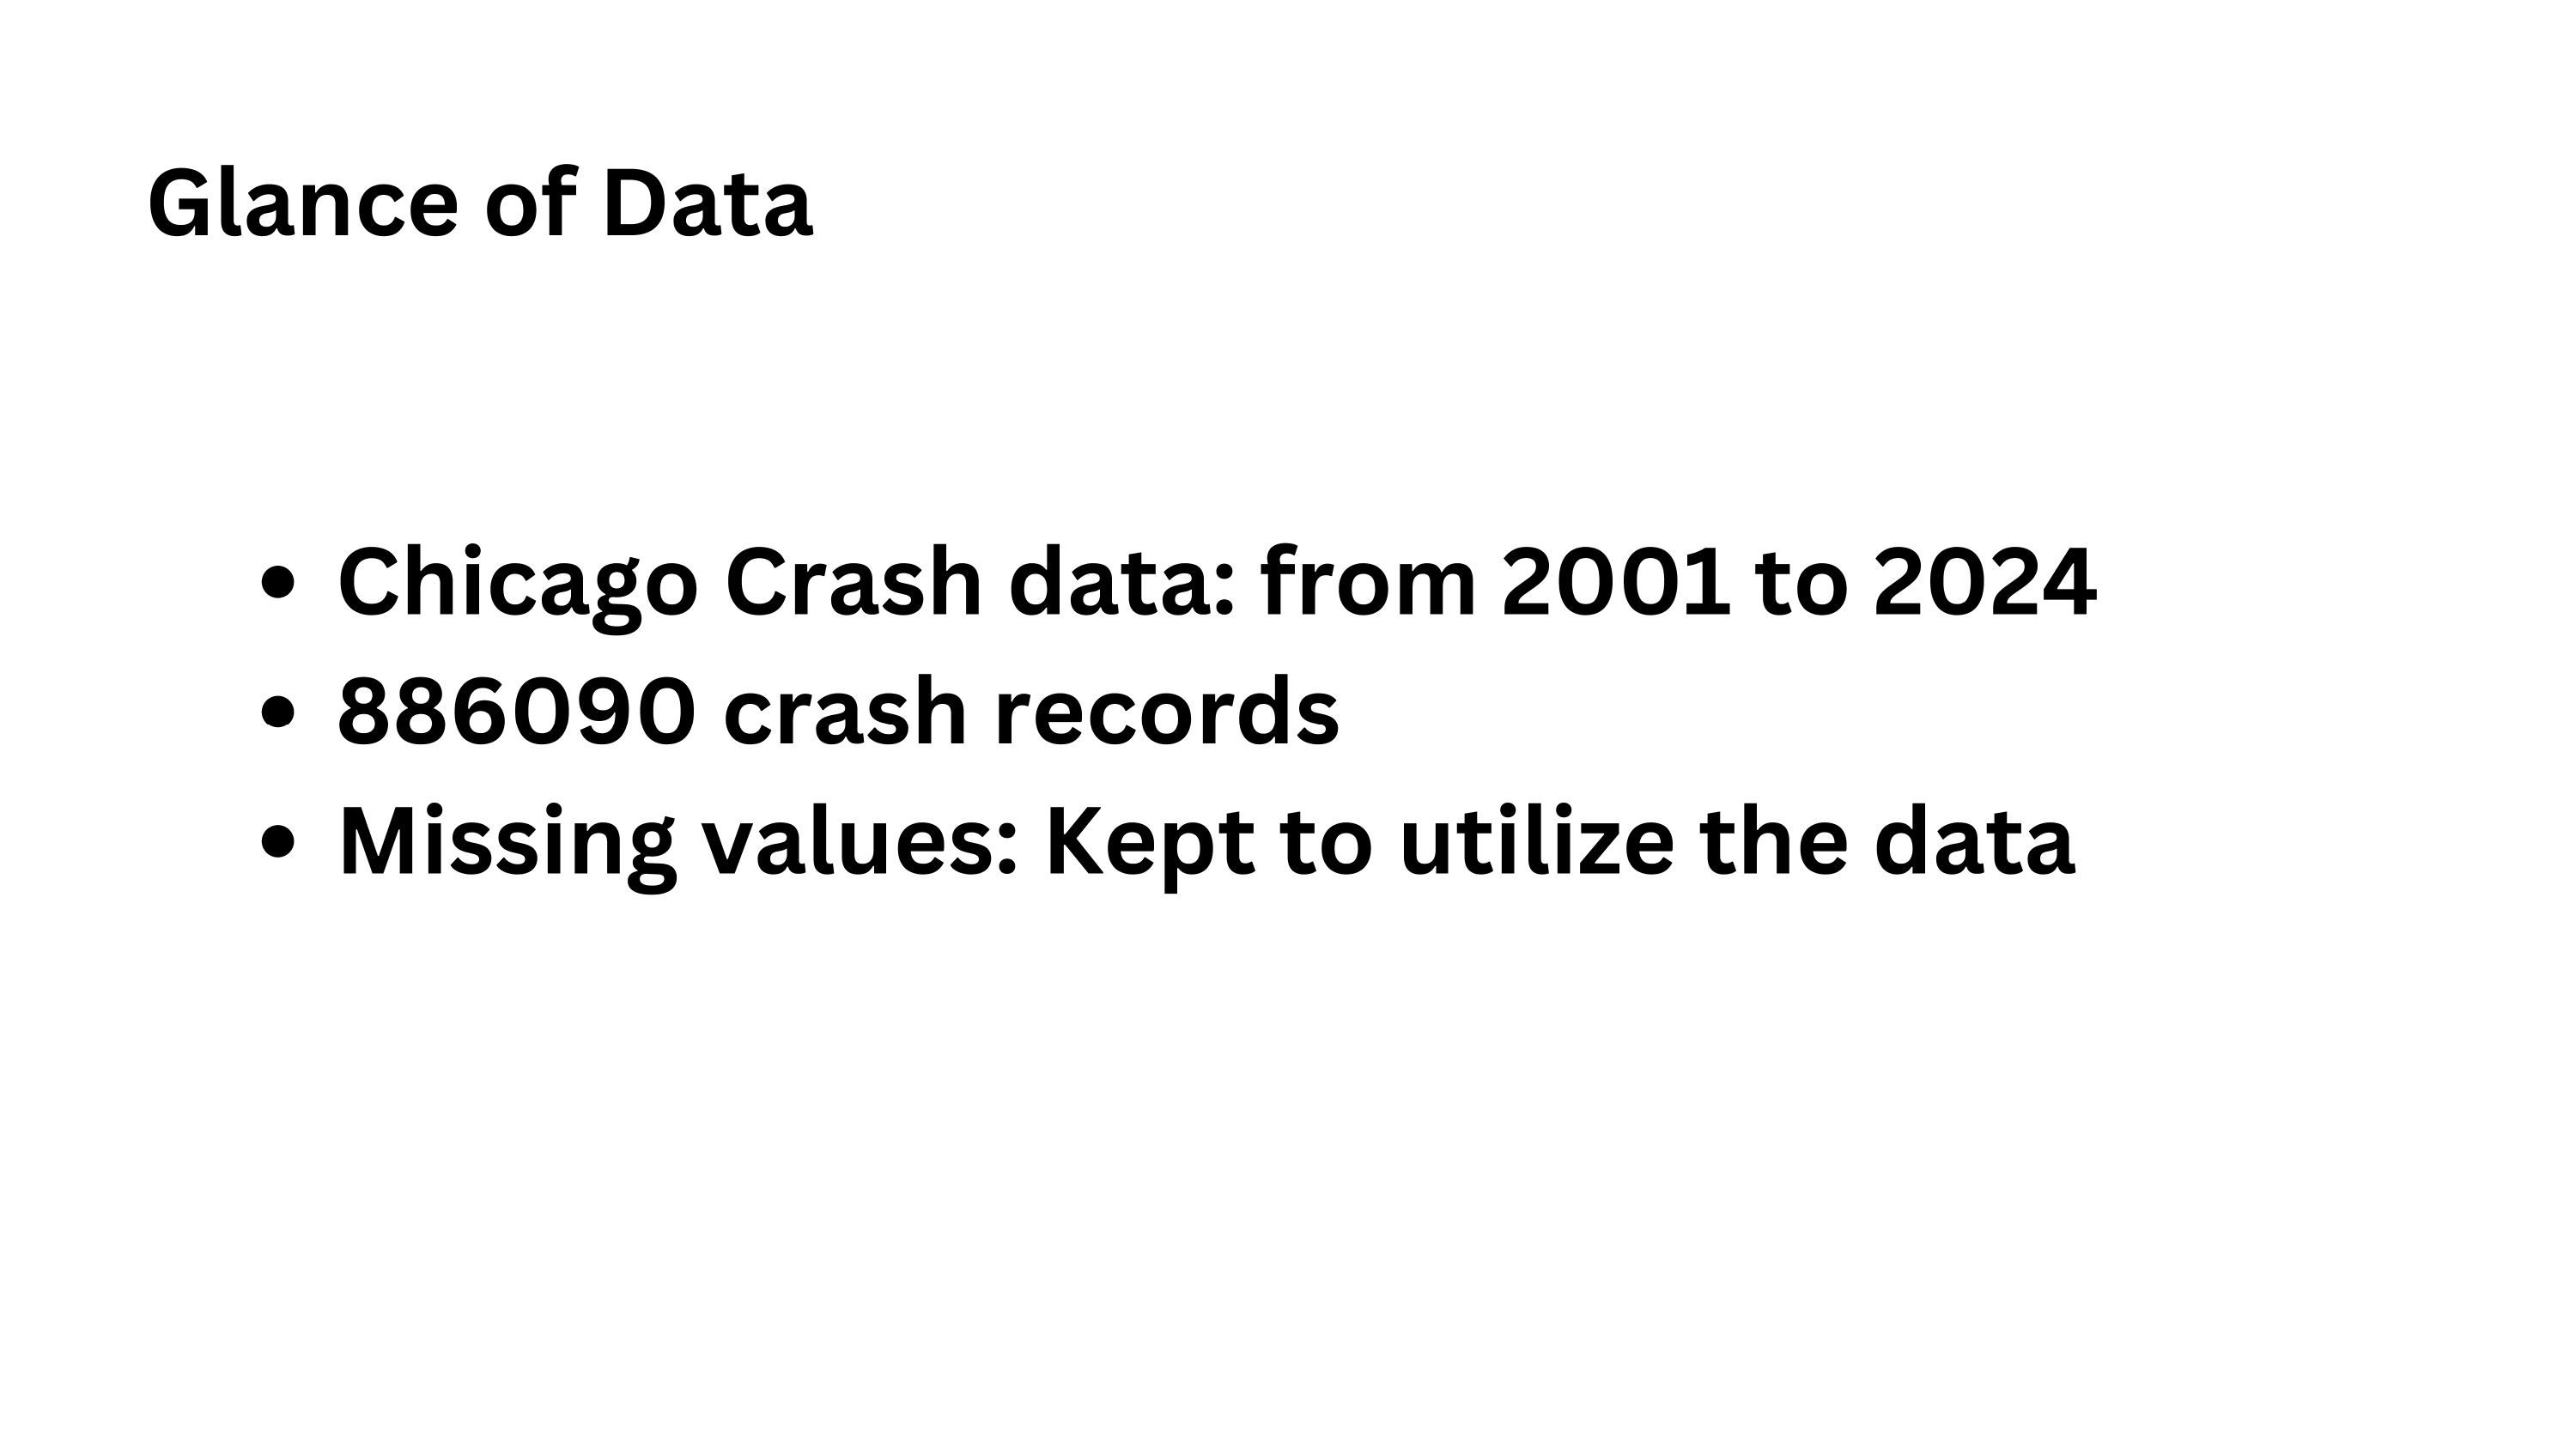 Glance of Data
• Chicago Crash data: from 2001 to 2024
• 886090 crash records
• Missing values: Kept to utilize the data